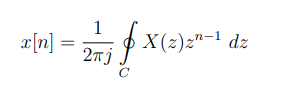 x[n] = \frac{1}{2\pi j} \oint_C X(z) z^{n-1} \, dz